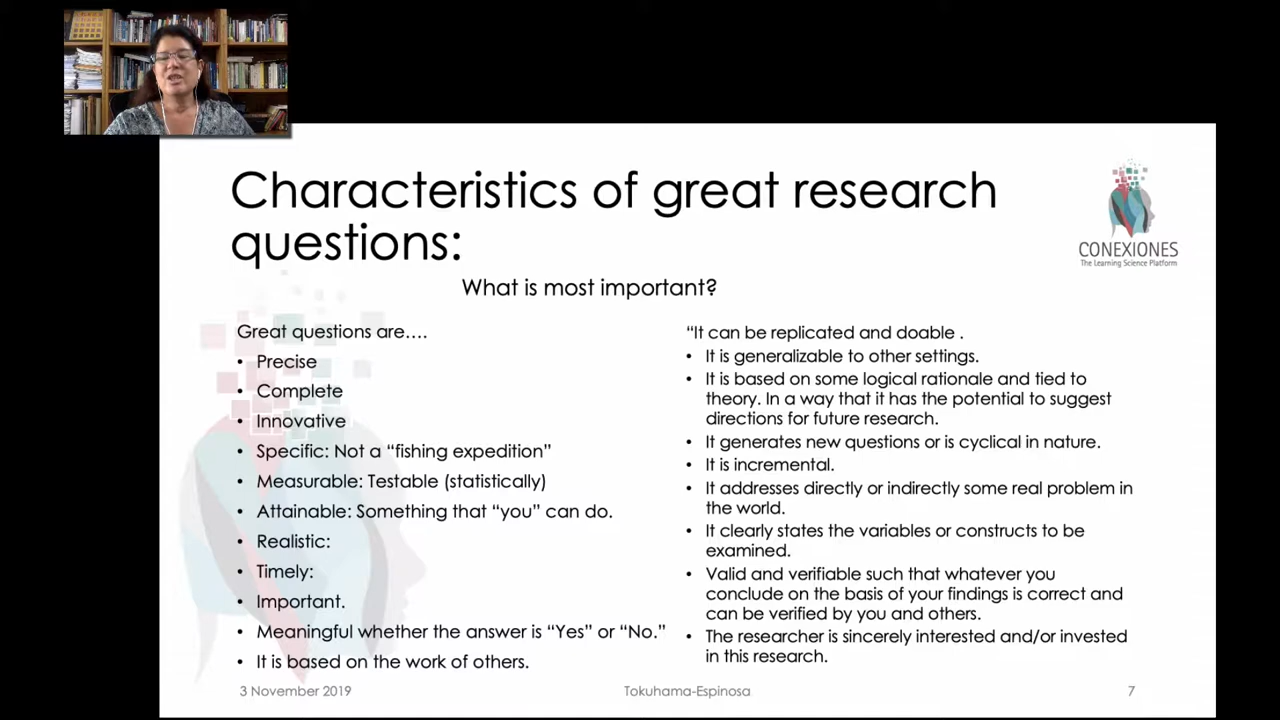 Characteristics of great research
questions:
CONEXIONES
The Learning Science Platform
What is most important?
Great questions are....
• Precise
• Complete
• Innovative
• Specific: Not a “fishing expedition”
• Measurable: Testable (statistically)
• Attainable: Something that “you” can do.
• Realistic:
• Timely:
• Important.
• Meaningful whether the answer is “Yes” or “No.”
• It is based on the work of others.
“It can be replicated and doable .
• It is generalizable to other settings.
• It is based on some logical rationale and tied to
theory. In a way that it has the potential to suggest
directions for future research.
• It generates new questions or is cyclical in nature.
• It is incremental.
• It addresses directly or indirectly some real problem in
the world.
• It clearly states the variables or constructs to be
examined.
• Valid and verifiable such that whatever you
conclude on the basis of your findings is correct and
can be verified by you and others.
• The researcher is sincerely interested and/or invested
in this research.
3 November 2019
Tokuhama-Espinosa
7